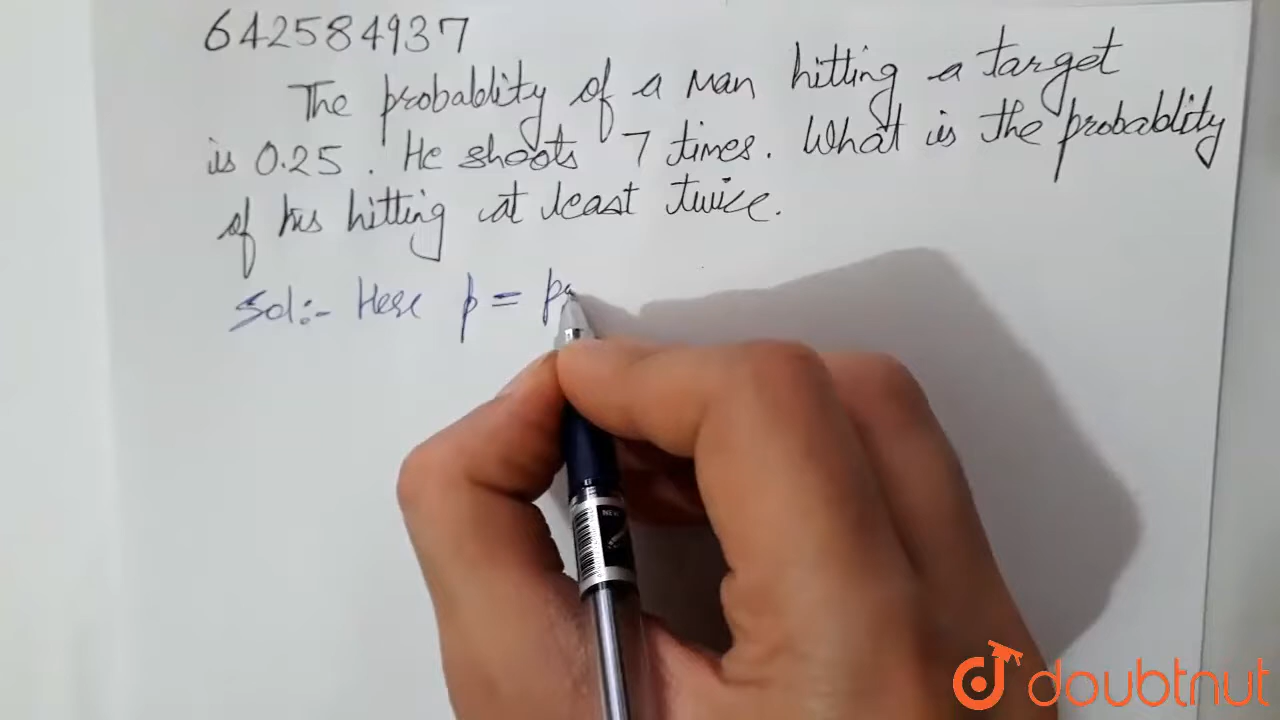 642584937
The probablity of a Man hitting a target
is 0.25. He shoots 7 times. What is the probablity
of his hitting at least twice.
Sol:- Here p =
NEW
doubtnut